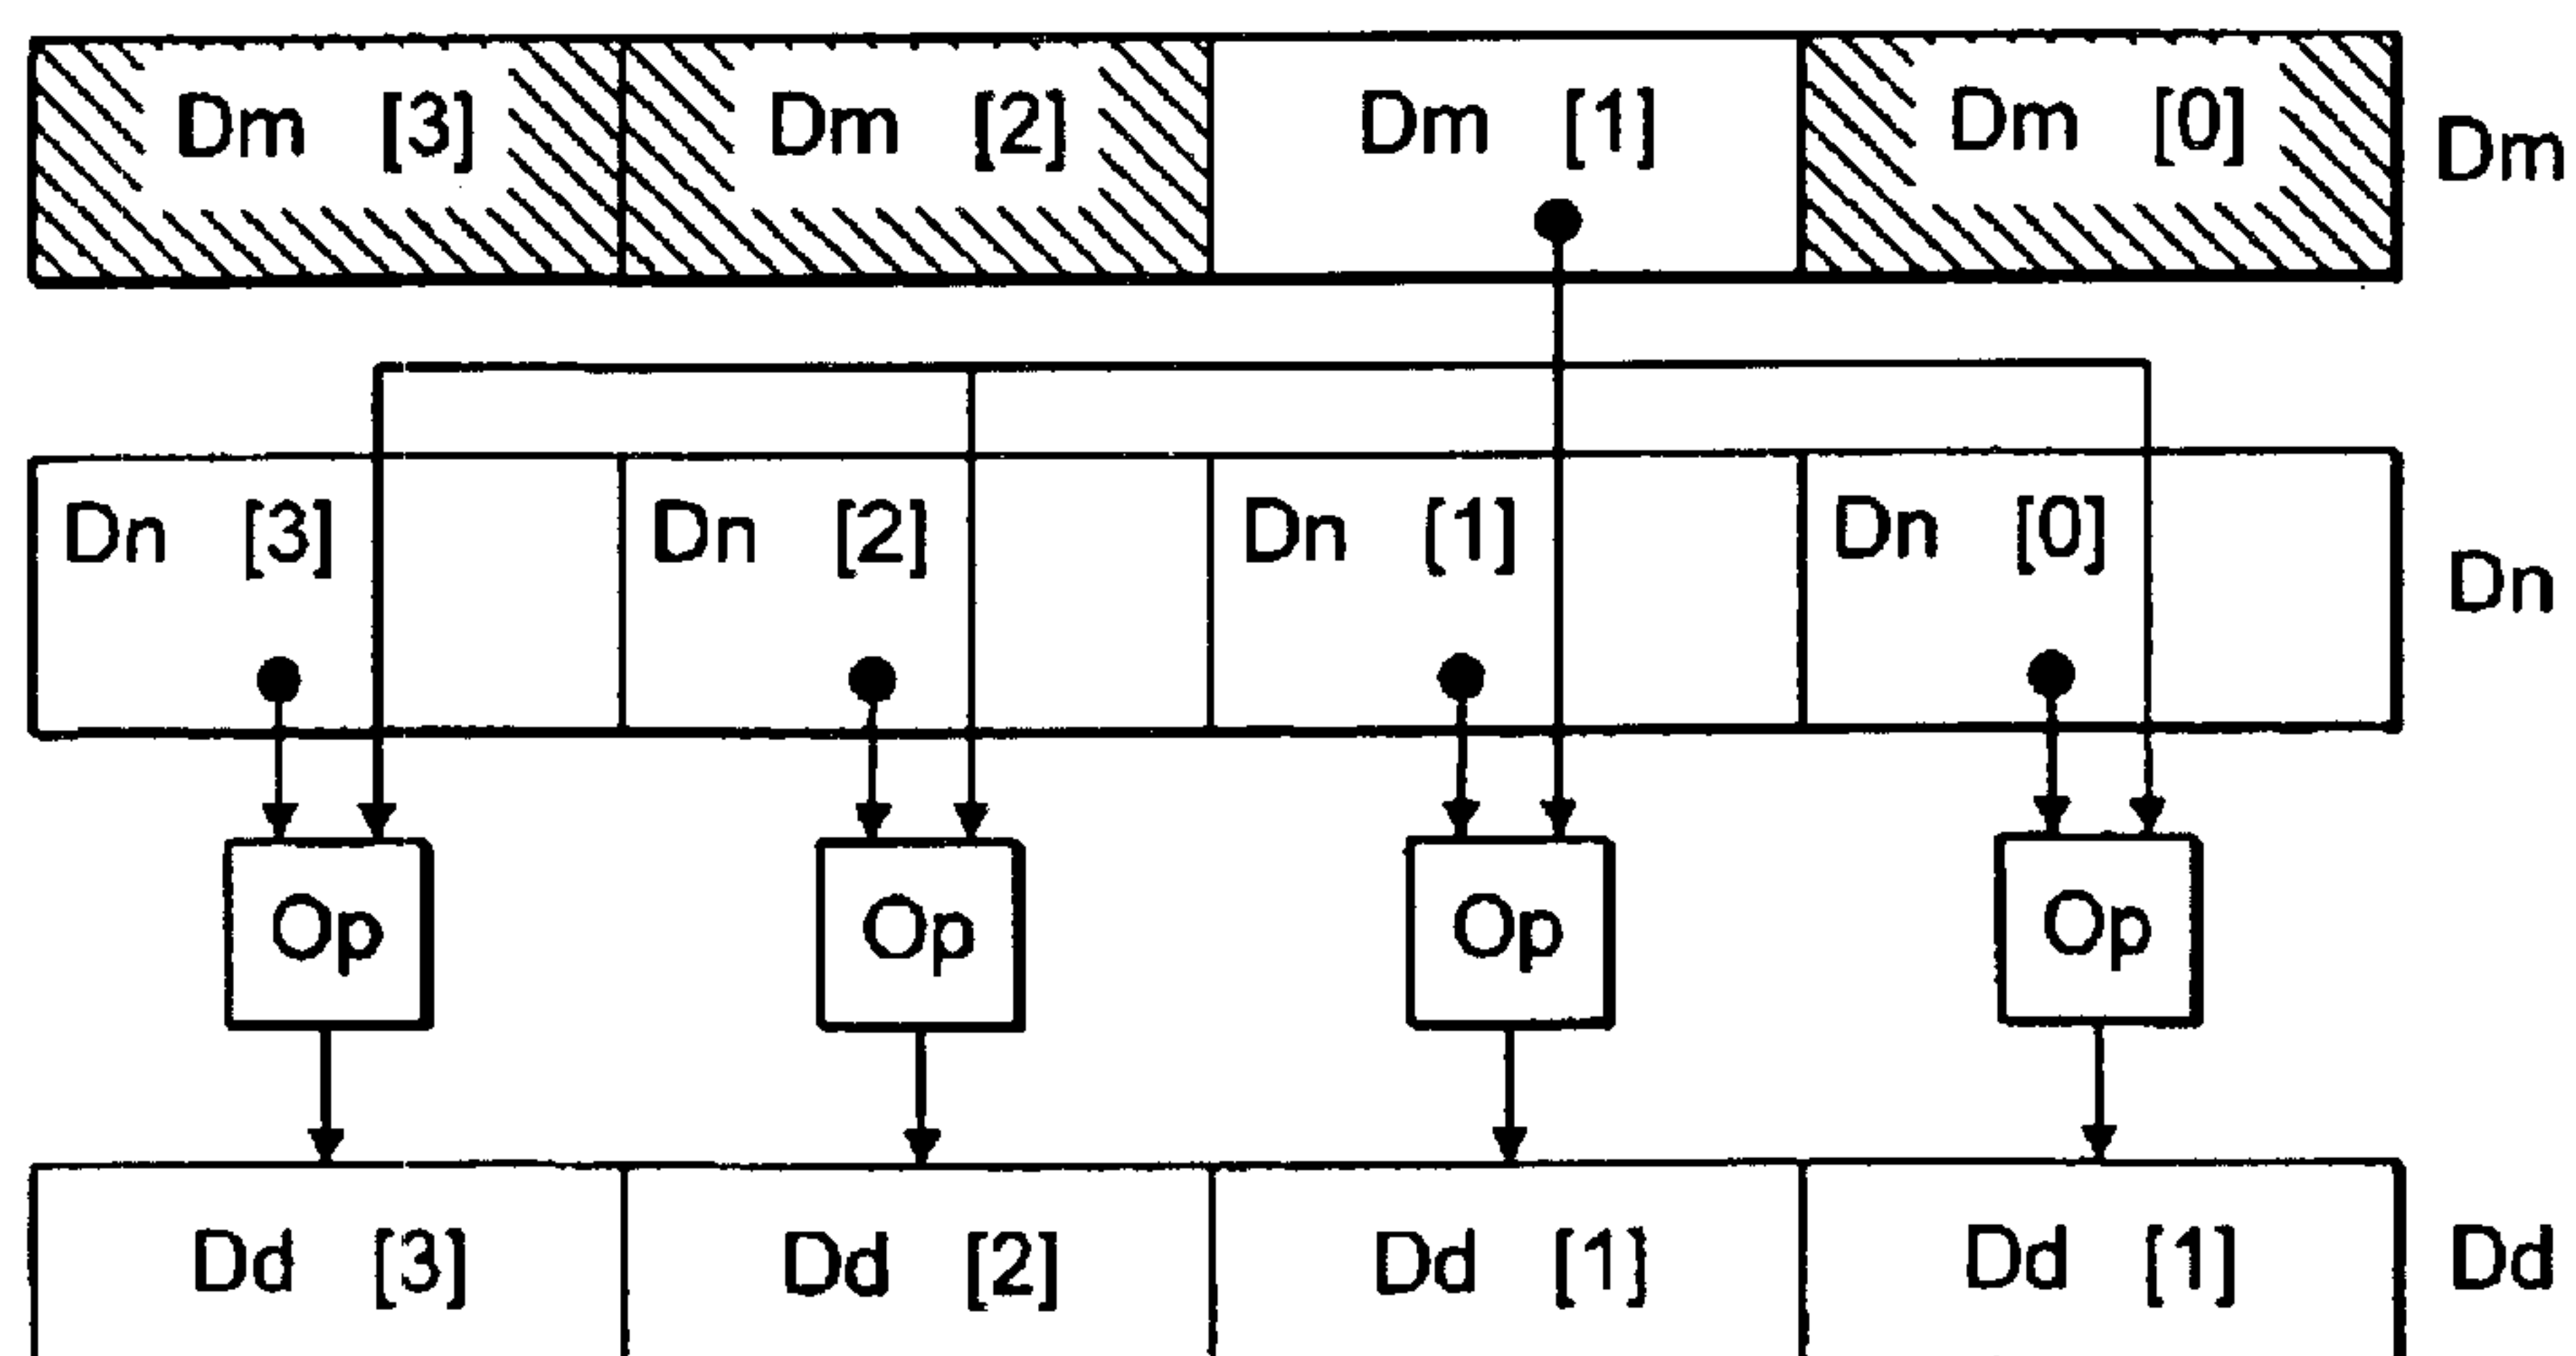 Dm [3] Dm [2] Dm [1] Dm [0] Dm
Dn [3] Dn [2] Dn [1] Dn [0] Dn
Op Op Op Op
Dd [3] Dd [2] Dd [1] Dd [1] Dd